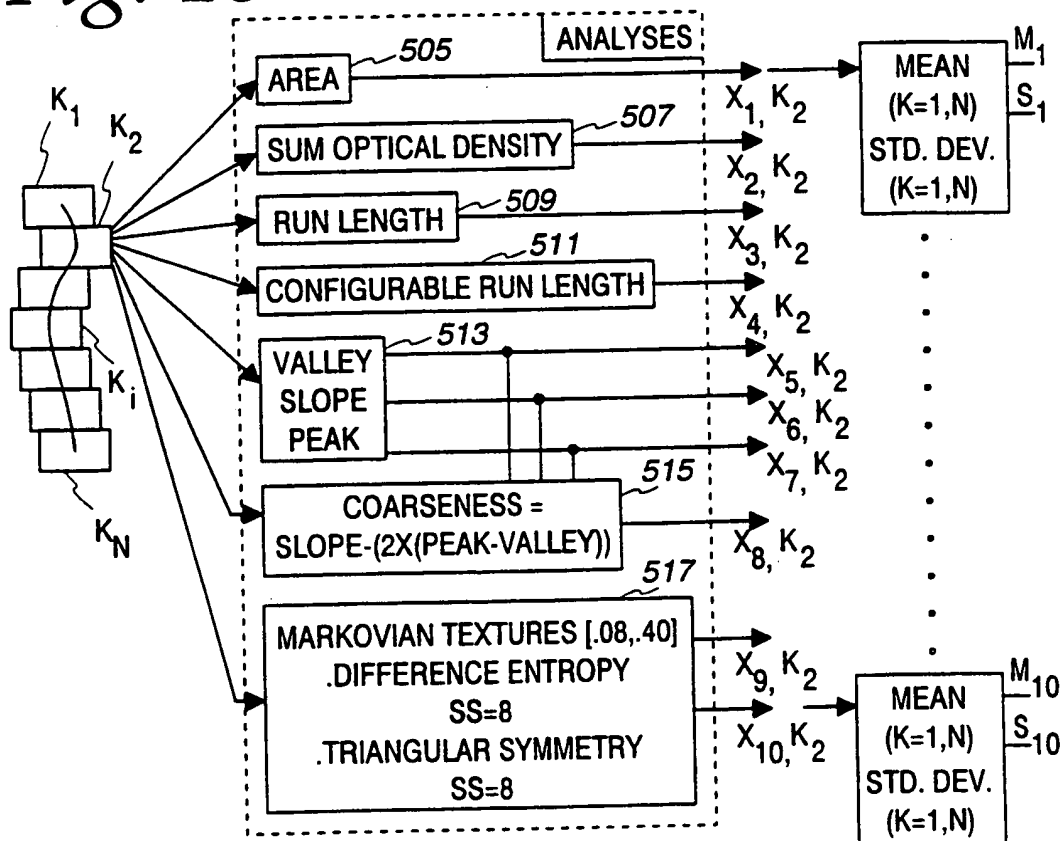 ANALYSES
K1
K2
Ki
KN
AREA
505
X1, K2
SUM OPTICAL DENSITY
507
X2, K2
RUN LENGTH
509
X3, K2
CONFIGURABLE RUN LENGTH
511
X4, K2
VALLEY
SLOPE
PEAK
513
X5, K2
X6, K2
X7, K2
COARSENESS =
SLOPE-(2X(PEAK-VALLEY))
515
X8, K2
MARKOVIAN TEXTURES [.08,.40]
.DIFFERENCE ENTROPY
SS=8
.TRIANGULAR SYMMETRY
SS=8
517
X9, K2
X10, K2
MEAN
(K=1,N)
STD. DEV.
(K=1,N)
M1
S1
MEAN
(K=1,N)
STD. DEV.
(K=1,N)
M10
S10